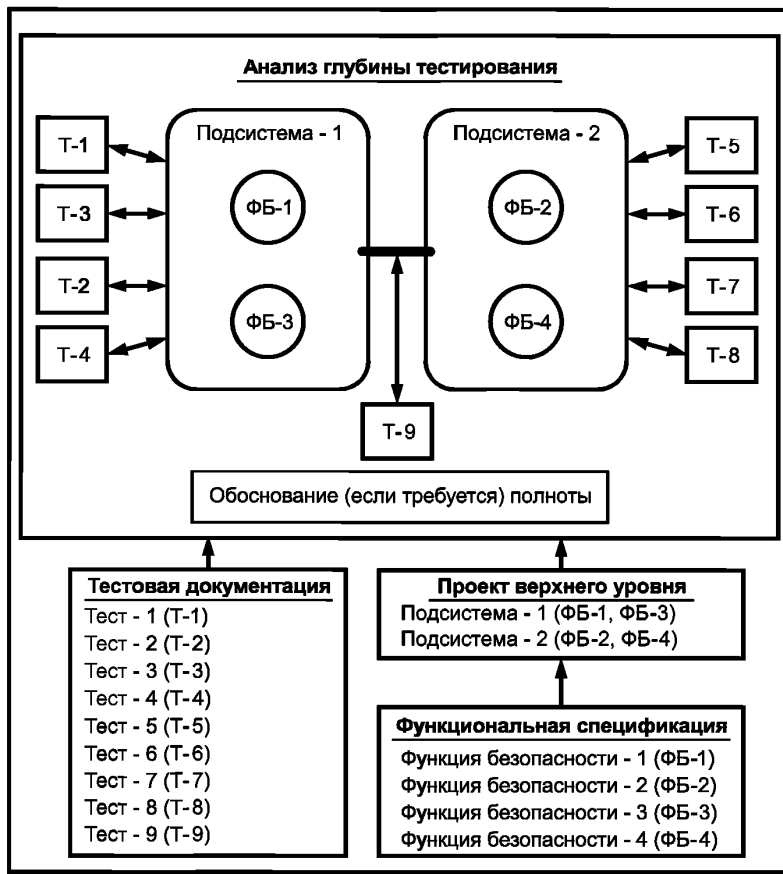 Анализ глубины тестирования
Подсистема - 1
Подсистема - 2
Т-1
Т-3
Т-2
Т-4
ФБ-1
ФБ-3
ФБ-2
ФБ-4
Т-5
Т-6
Т-7
Т-8
Т-9
Обоснование (если требуется) полноты
Тестовая документация
Тест - 1 (Т-1)
Тест - 2 (Т-2)
Тест - 3 (Т-3)
Тест - 4 (Т-4)
Тест - 5 (Т-5)
Тест - 6 (Т-6)
Тест - 7 (Т-7)
Тест - 8 (Т-8)
Тест - 9 (Т-9)
Проект верхнего уровня
Подсистема - 1 (ФБ-1, ФБ-3)
Подсистема - 2 (ФБ-2, ФБ-4)
Функциональная спецификация
Функция безопасности - 1 (ФБ-1)
Функция безопасности - 2 (ФБ-2)
Функция безопасности - 3 (ФБ-3)
Функция безопасности - 4 (ФБ-4)